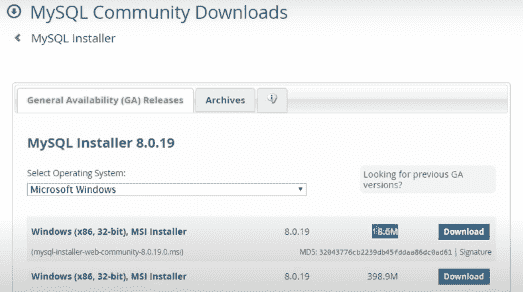 MySQL Community Downloads
MySQL Installer
General Availability (GA) Releases
Archives
MySQL Installer 8.0.19
Select Operating System:
Microsoft Windows
Looking for previous GA
versions?
Windows (x86, 32-bit), MSI Installer 8.0.19 18.6M Download
(mysql-installer-web-community-8.0.19.0.msi) MD5: | Signature
Windows (x86, 32-bit), MSI Installer 8.0.19 398.9M Download